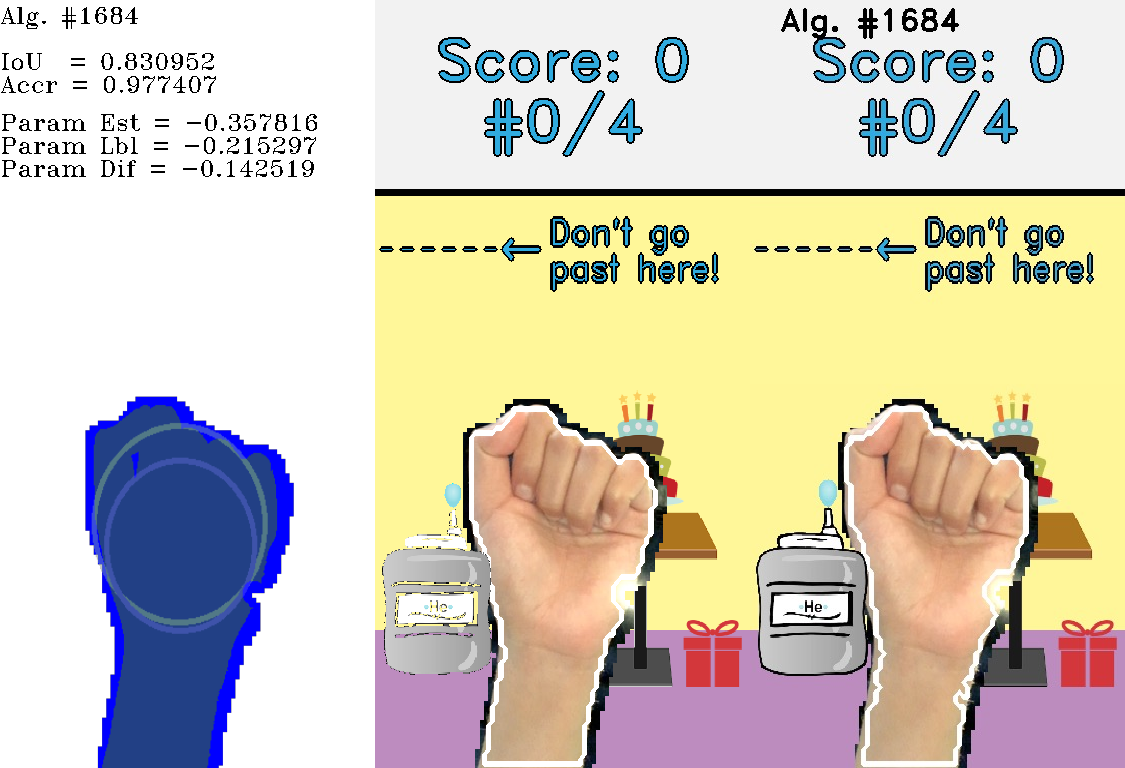 Alg. #1684
IoU = 0.830952
Accr = 0.977407
Param Est = -0.357816
Param Lbl = -0.215297
Param Dif = -0.142519
Score: 0
#0/4
Don't go
past here!
He
Alg. #1684
Score: 0
#0/4
Don't go
past here!
He